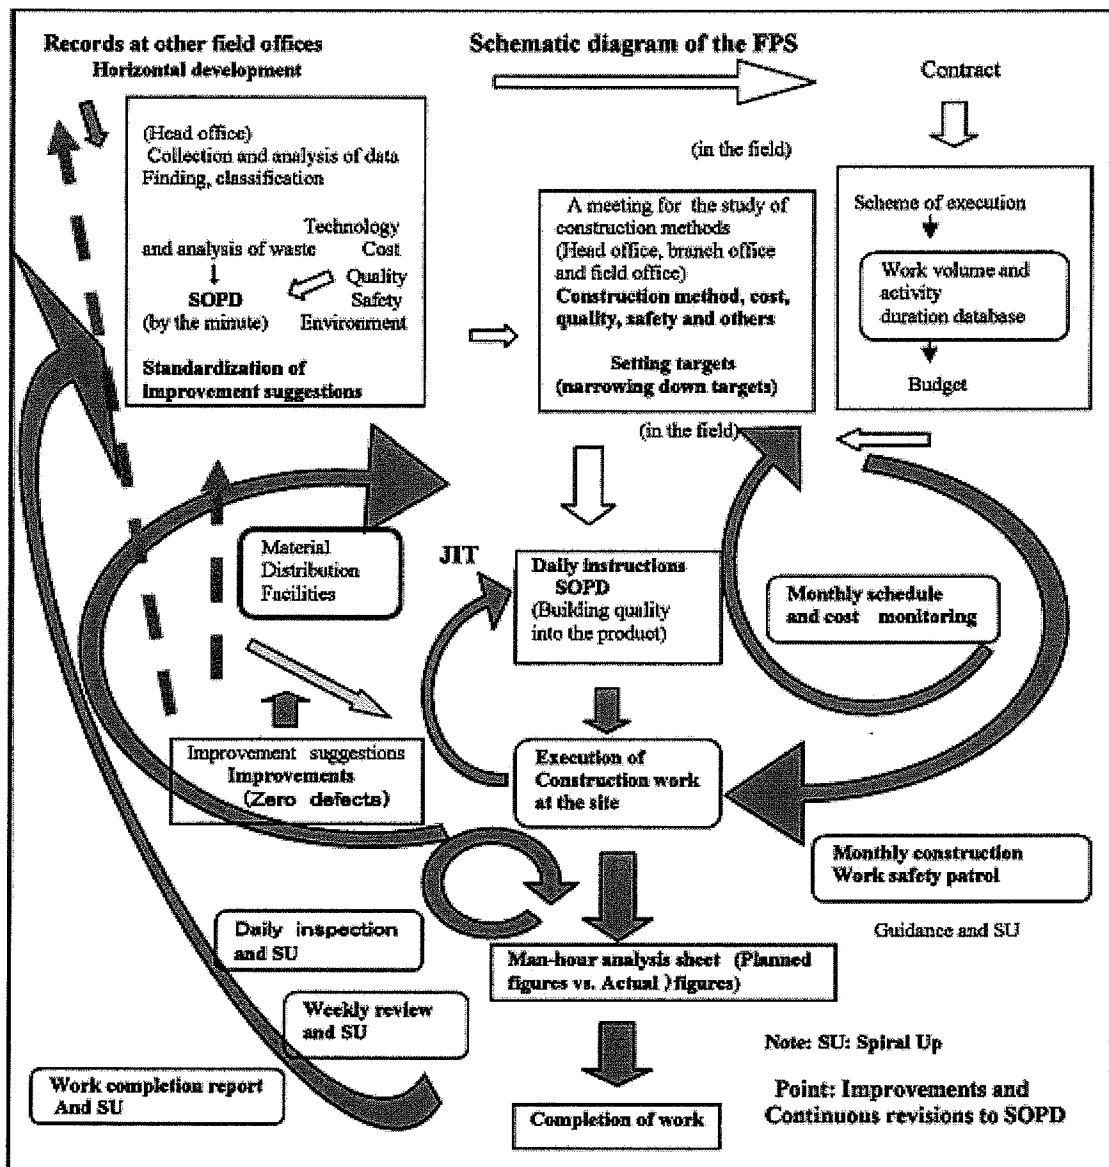 Records at other field offices
Horizontal development
Schematic diagram of the FPS
Contract
(Head office)
Collection and analysis of data
Finding, classification
Technology
and analysis of waste Cost
Quality
SOPD Safety
(by the minute) Environment
Standardization of
Improvement suggestions
(in the field)
A meeting for the study of
construction methods
(Head office, branch office
and field office)
Construction method, cost,
quality, safety and others
Setting targets
(narrowing down targets)
(in the field)
Scheme of execution
Work volume and
activity
duration database
Budget
Material
Distribution
Facilities
JIT
Daily instructions
SOPD
(Building quality
into the product)
Monthly schedule
and cost monitoring
Improvement suggestions
Improvements
(Zero defects)
Execution of
Construction work
at the site
Monthly construction
Work safety patrol
Guidance and SU
Daily inspection
and SU
Man-hour analysis sheet (Planned
figures vs. Actual )figures)
Weekly review
and SU
Note: SU: Spiral Up
Work completion report
And SU
Point: Improvements and
Continuous revisions to SOPD
Completion of work